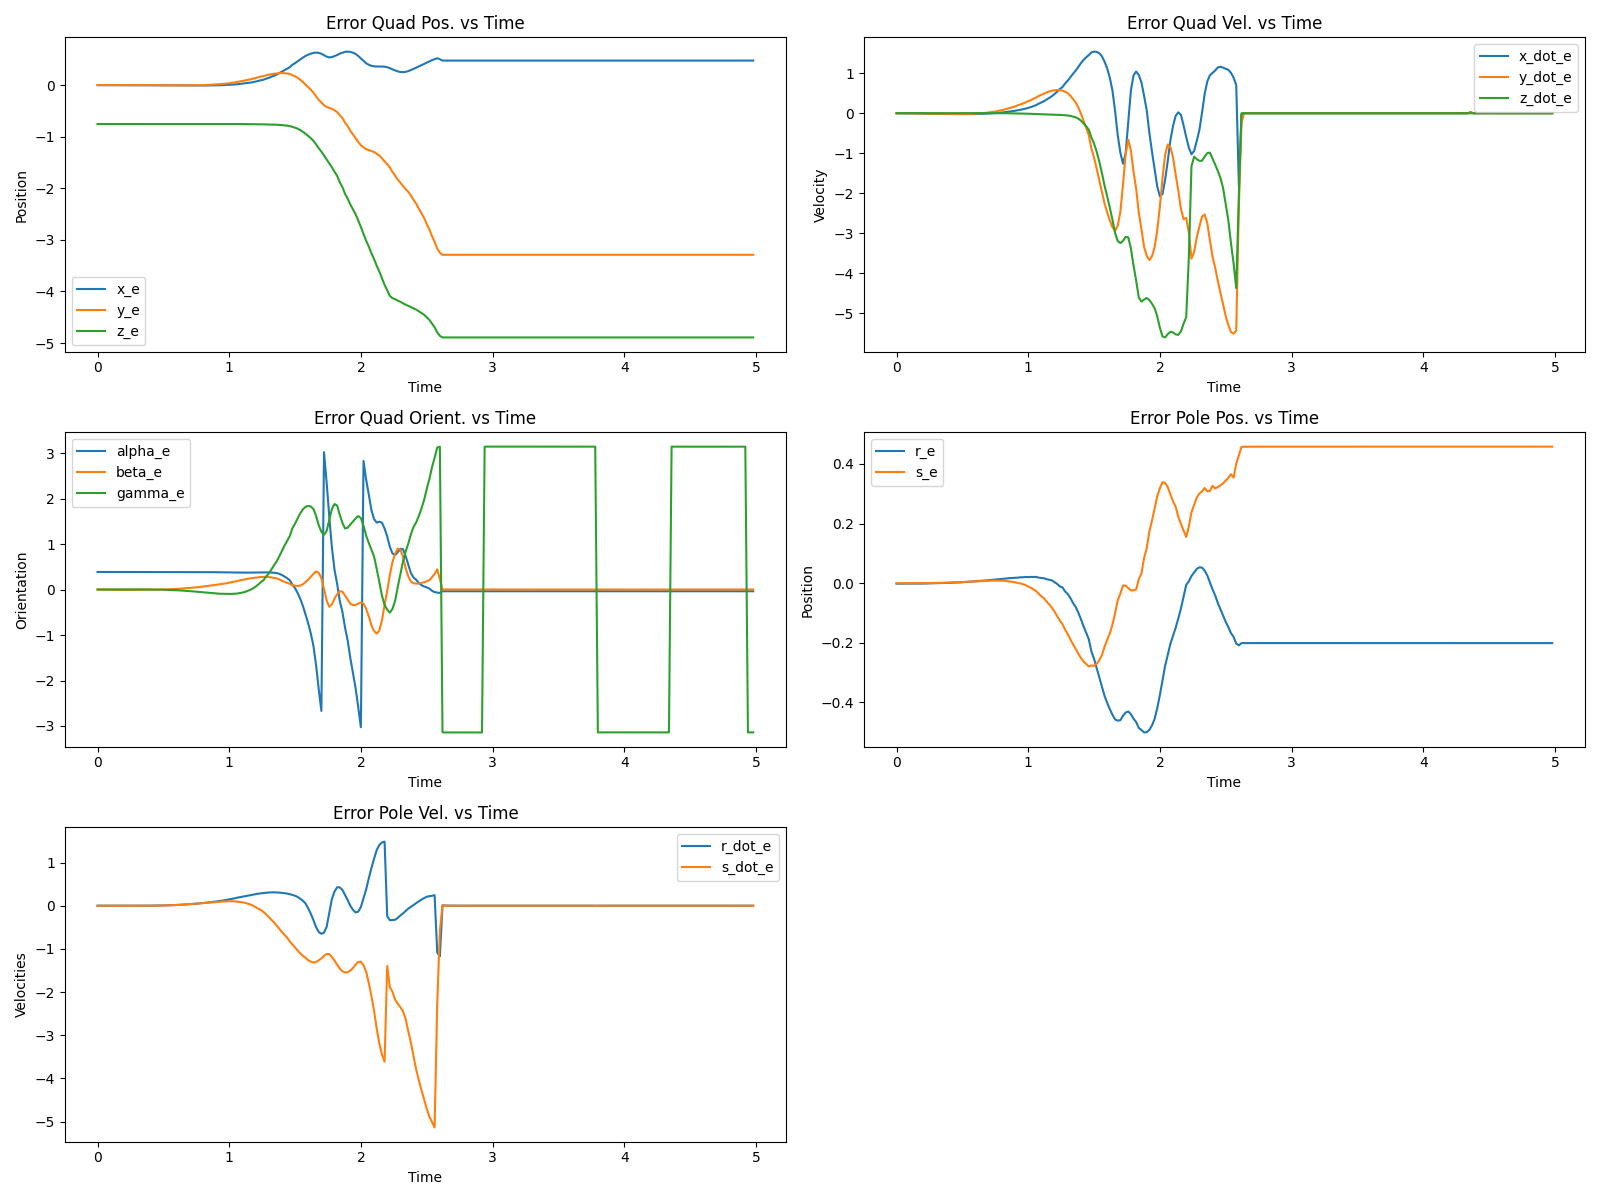 Error Quad Pos. vs Time
Position
0
−1
−2
−3
−4
−5
x_e
y_e
z_e
0 1 2 3 4 5
Time
Error Quad Vel. vs Time
Velocity
1
0
−1
−2
−3
−4
−5
x_dot_e
y_dot_e
z_dot_e
0 1 2 3 4 5
Time
Error Quad Orient. vs Time
Orientation
3
2
1
0
−1
−2
−3
alpha_e
beta_e
gamma_e
0 1 2 3 4 5
Time
Error Pole Pos. vs Time
Position
0.4
0.2
0.0
−0.2
−0.4
r_e
s_e
0 1 2 3 4 5
Time
Error Pole Vel. vs Time
Velocities
1
0
−1
−2
−3
−4
−5
r_dot_e
s_dot_e
0 1 2 3 4 5
Time